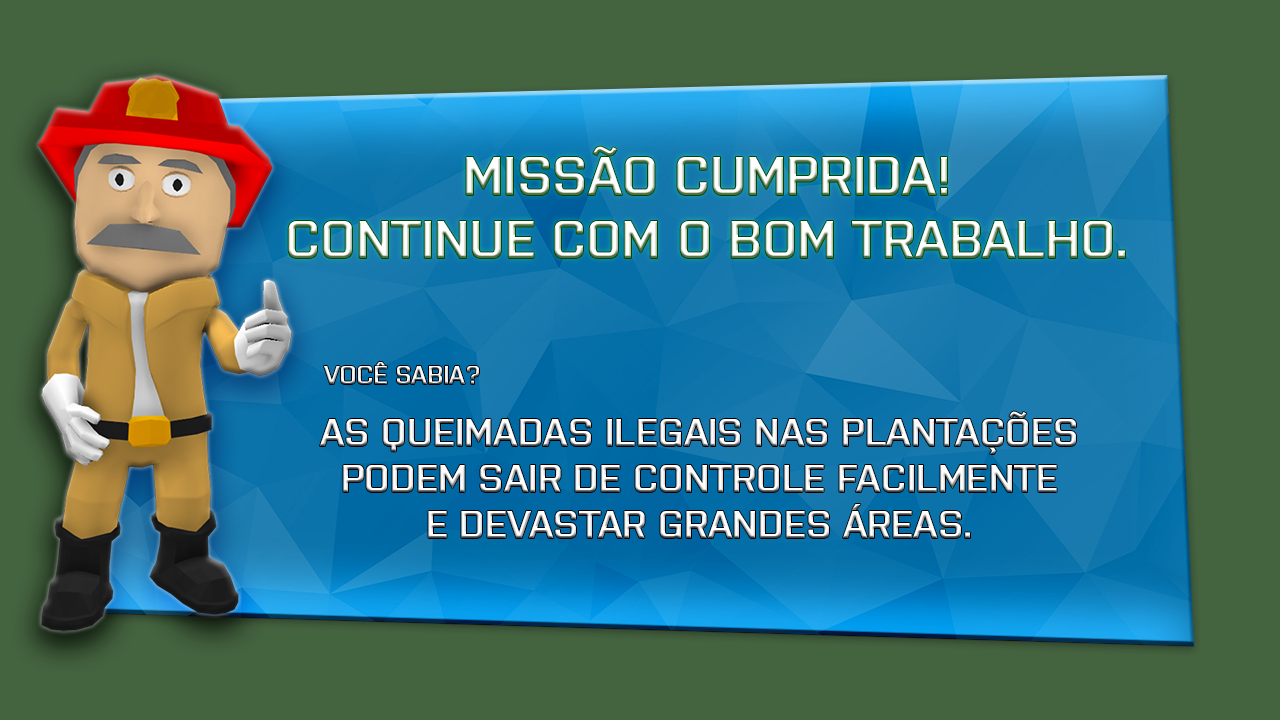 MISSÃO CUMPRIDA!
CONTINUE COM O BOM TRABALHO.
VOCÊ SABIA?
AS QUEIMADAS ILEGAIS NAS PLANTAÇÕES
PODEM SAIR DE CONTROLE FACILMENTE
E DEVASTAR GRANDES ÁREAS.